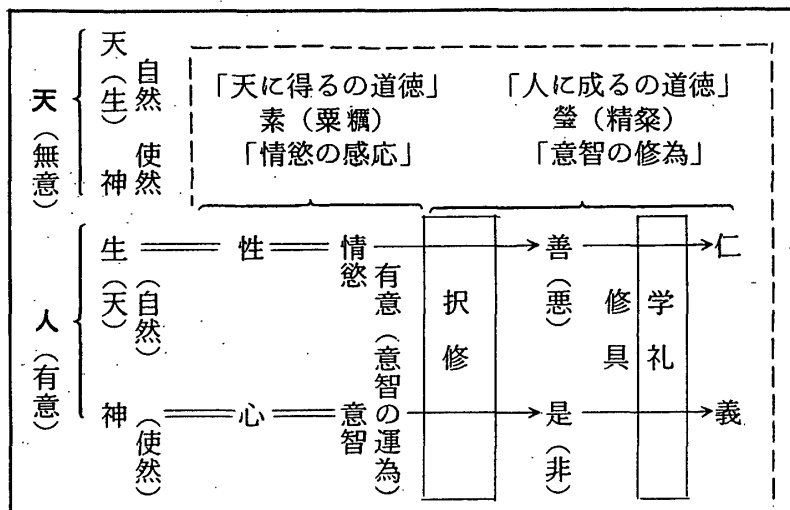 天(無意)
天(生)
自然
神
使然
「天に得るの道徳」
素(粟糲)
「情慾の感応」
「人に成るの道徳」
瑩(精粲)
「意智の修為」
人(有意)
生(天)
(自然)
性
情慾
有意(意智の運為)
択修
善(悪)
修具
学礼
仁
神
(使然)
心
意智
是(非)
義